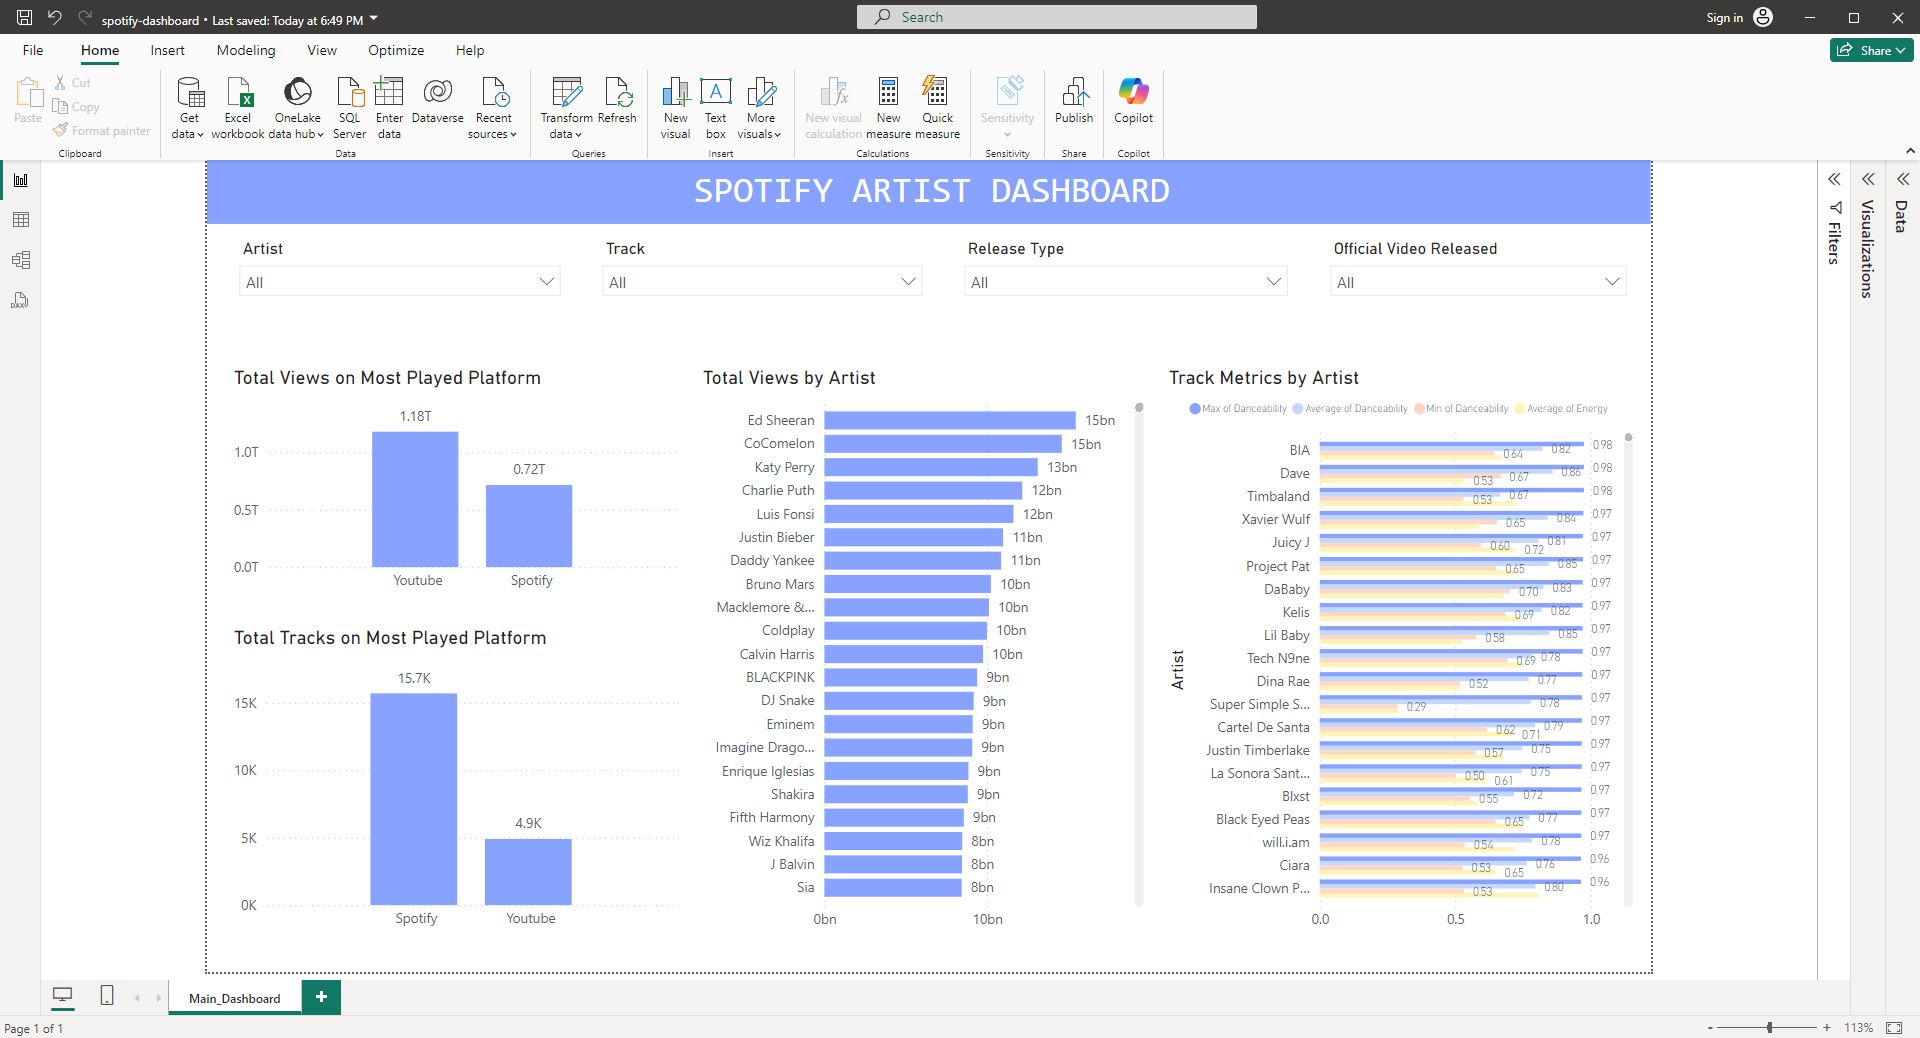 spotify-dashboard • Last saved: Today at 6:49 PM
Search
Sign in
File
Home
Insert
Modeling
View
Optimize
Help
Share
Paste
Cut
Copy
Format painter
Clipboard
Get data
Excel workbook
OneLake data hub
SQL Server
Enter data
Dataverse
Recent sources
Data
Transform data
Refresh
Queries
New visual
A
Text box
More visuals
Insert
New visual calculation
New measure
Quick measure
Calculations
Sensitivity
Sensitivity
Publish
Share
Copilot
Copilot
SPOTIFY ARTIST DASHBOARD
Artist
All
Track
All
Release Type
All
Official Video Released
All
Filters
Visualizations
Data
DAX
Total Views on Most Played Platform
1.18T
0.72T
1.0T
0.5T
0.0T
Youtube
Spotify
Total Tracks on Most Played Platform
15.7K
4.9K
15K
10K
5K
0K
Spotify
Youtube
Total Views by Artist
Ed Sheeran 15bn
CoComelon 15bn
Katy Perry 13bn
Charlie Puth 12bn
Luis Fonsi 12bn
Justin Bieber 11bn
Daddy Yankee 11bn
Bruno Mars 10bn
Macklemore &... 10bn
Coldplay 10bn
Calvin Harris 10bn
BLACKPINK 9bn
DJ Snake 9bn
Eminem 9bn
Imagine Drago... 9bn
Enrique Iglesias 9bn
Shakira 9bn
Fifth Harmony 9bn
Wiz Khalifa 8bn
J Balvin 8bn
Sia 8bn
0bn 10bn
Track Metrics by Artist
Max of Danceability Average of Danceability Min of Danceability Average of Energy
Artist
BIA 0.98 0.82 0.64
Dave 0.98 0.86 0.67 0.53
Timbaland 0.98 0.67 0.53
Xavier Wulf 0.97 0.84 0.65
Juicy J 0.97 0.81 0.60 0.72
Project Pat 0.97 0.85 0.65
DaBaby 0.97 0.83 0.70
Kelis 0.97 0.82 0.69
Lil Baby 0.97 0.85 0.58
Tech N9ne 0.97 0.78 0.69
Dina Rae 0.97 0.77 0.52
Super Simple S... 0.97 0.78 0.29
Cartel De Santa 0.97 0.79 0.62 0.71
Justin Timberlake 0.97 0.75 0.57
La Sonora Sant... 0.97 0.75 0.50 0.61
Blxst 0.97 0.72 0.55
Black Eyed Peas 0.97 0.77 0.65
will.i.am 0.97 0.78 0.54
Ciara 0.96 0.76 0.53 0.65
Insane Clown P... 0.96 0.80 0.53
0.0 0.5 1.0
Main_Dashboard
+
Page 1 of 1
- + 113%